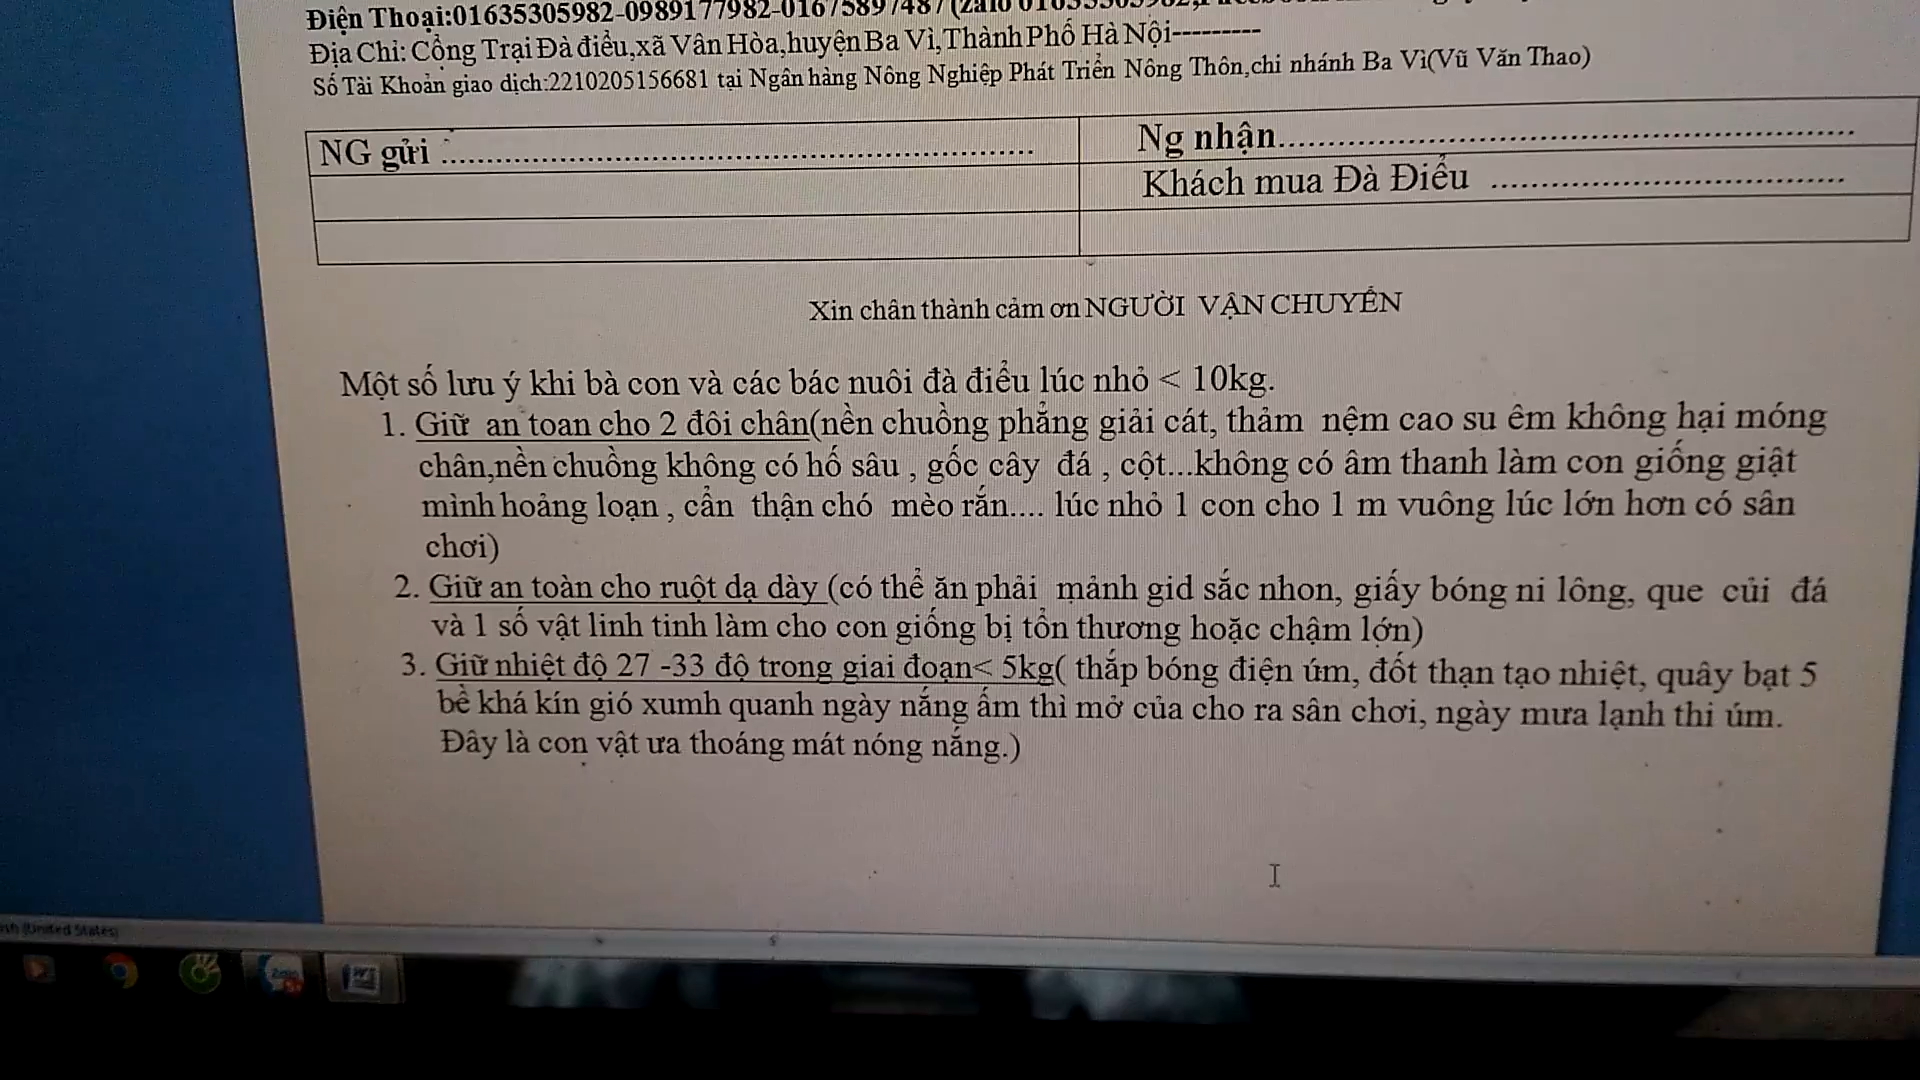 Điện Thoại:01635305982-0989177982-01675897487(zalo
Địa Chỉ: Cổng Trại Đà điểu,xã Vân Hòa,huyện Ba Vì,Thành Phố Hà Nội---------
Số Tài Khoản giao dịch:2210205156681 tại Ngân hàng Nông Nghiệp Phát Triển Nông Thôn,chi nhánh Ba Vì(Vũ Văn Thao)
NG gửi ............................................................
Ng nhận..........................................................
Khách mua Đà Điểu ...................................
Xin chân thành cảm ơn NGƯỜI VẬN CHUYỂN
Một số lưu ý khi bà con và các bác nuôi đà điểu lúc nhỏ < 10kg.
1. Giữ an toan cho 2 đôi chân(nền chuồng phẳng giải cát, thảm nệm cao su êm không hại móng
chân,nền chuồng không có hố sâu , gốc cây đá , cột...không có âm thanh làm con giống giật
mình hoảng loạn , cẩn thận chó mèo rắn.... lúc nhỏ 1 con cho 1 m vuông lúc lớn hơn có sân
chơi)
2. Giữ an toàn cho ruột dạ dày (có thể ăn phải mảnh gid sắc nhon, giấy bóng ni lông, que củi đá
và 1 số vật linh tinh làm cho con giống bị tổn thương hoặc chậm lớn)
3. Giữ nhiệt độ 27 -33 độ trong giai đoạn< 5kg( thắp bóng điện ứm, đốt thạn tạo nhiệt, quây bạt 5
bề khá kín gió xumh quanh ngày nắng ấm thì mở của cho ra sân chơi, ngày mưa lạnh thi úm.
Đây là con vật ưa thoáng mát nóng nắng.)
(United States)